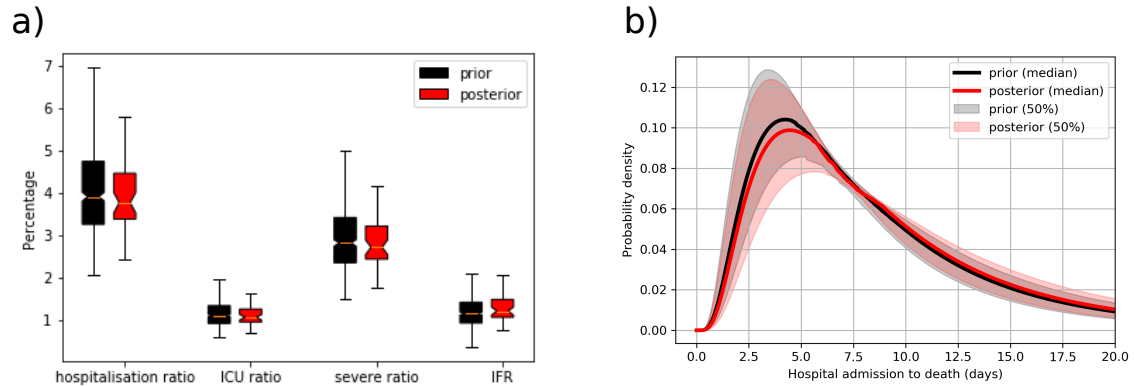 a)
7
6
5
4
3
2
1
Percentage
prior
posterior
hospitalisation ratio
ICU ratio
severe ratio
IFR
b)
0.12
0.10
0.08
0.06
0.04
0.02
0.00
Probability density
prior (median)
posterior (median)
prior (50%)
posterior (50%)
0.0 2.5 5.0 7.5 10.0 12.5 15.0 17.5 20.0
Hospital admission to death (days)